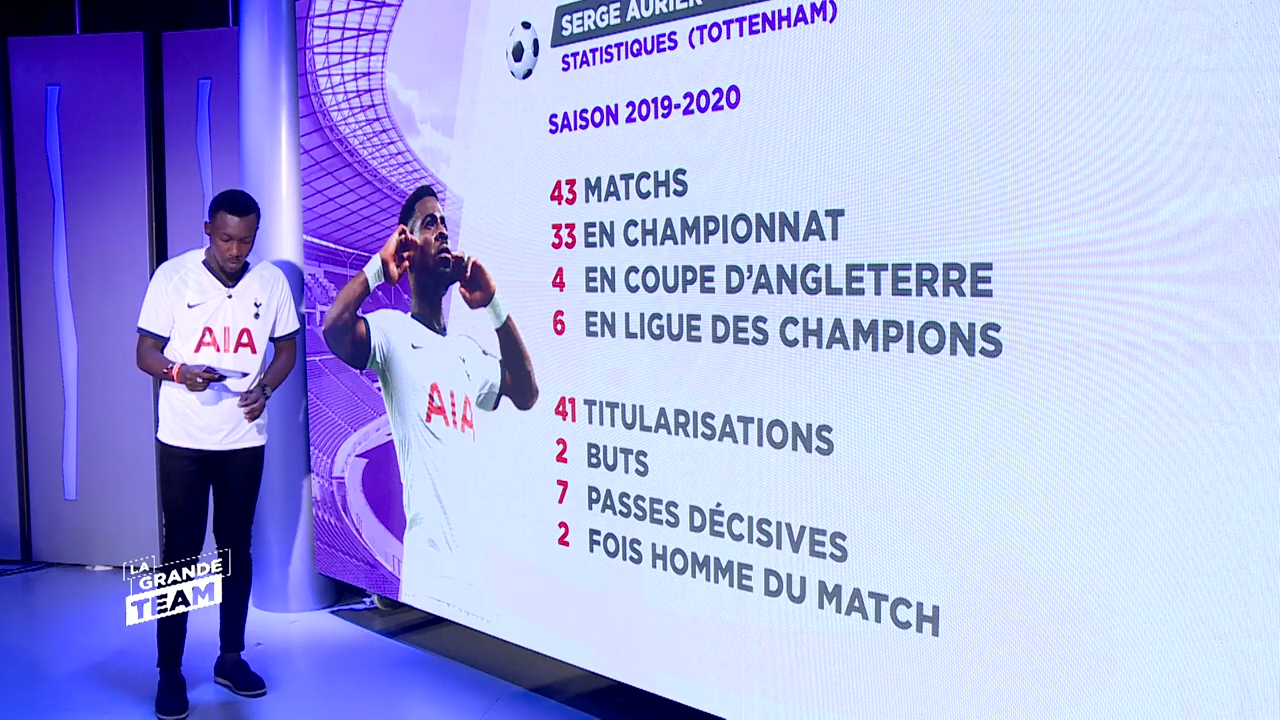 SERGE AURIER
STATISTIQUES (TOTTENHAM)
SAISON 2019-2020
43 MATCHS
33 EN CHAMPIONNAT
4 EN COUPE D'ANGLETERRE
6 EN LIGUE DES CHAMPIONS
41 TITULARISATIONS
2 BUTS
7 PASSES DÉCISIVES
2 FOIS HOMME DU MATCH
AIA
AIA
LA
GRANDE
TEAM